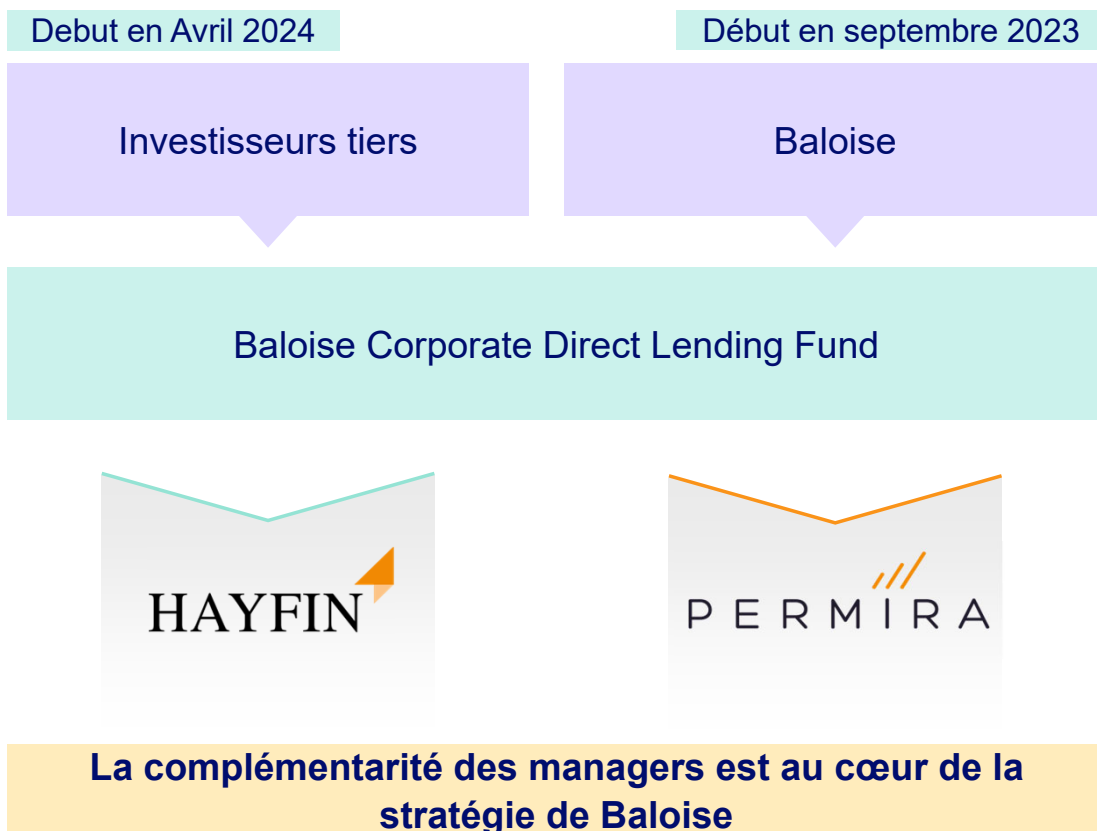 Debut en Avril 2024
Début en septembre 2023
Investisseurs tiers
Baloise
Baloise Corporate Direct Lending Fund
HAYFIN
PERMIRA
La complémentarité des managers est au cœur de la
stratégie de Baloise